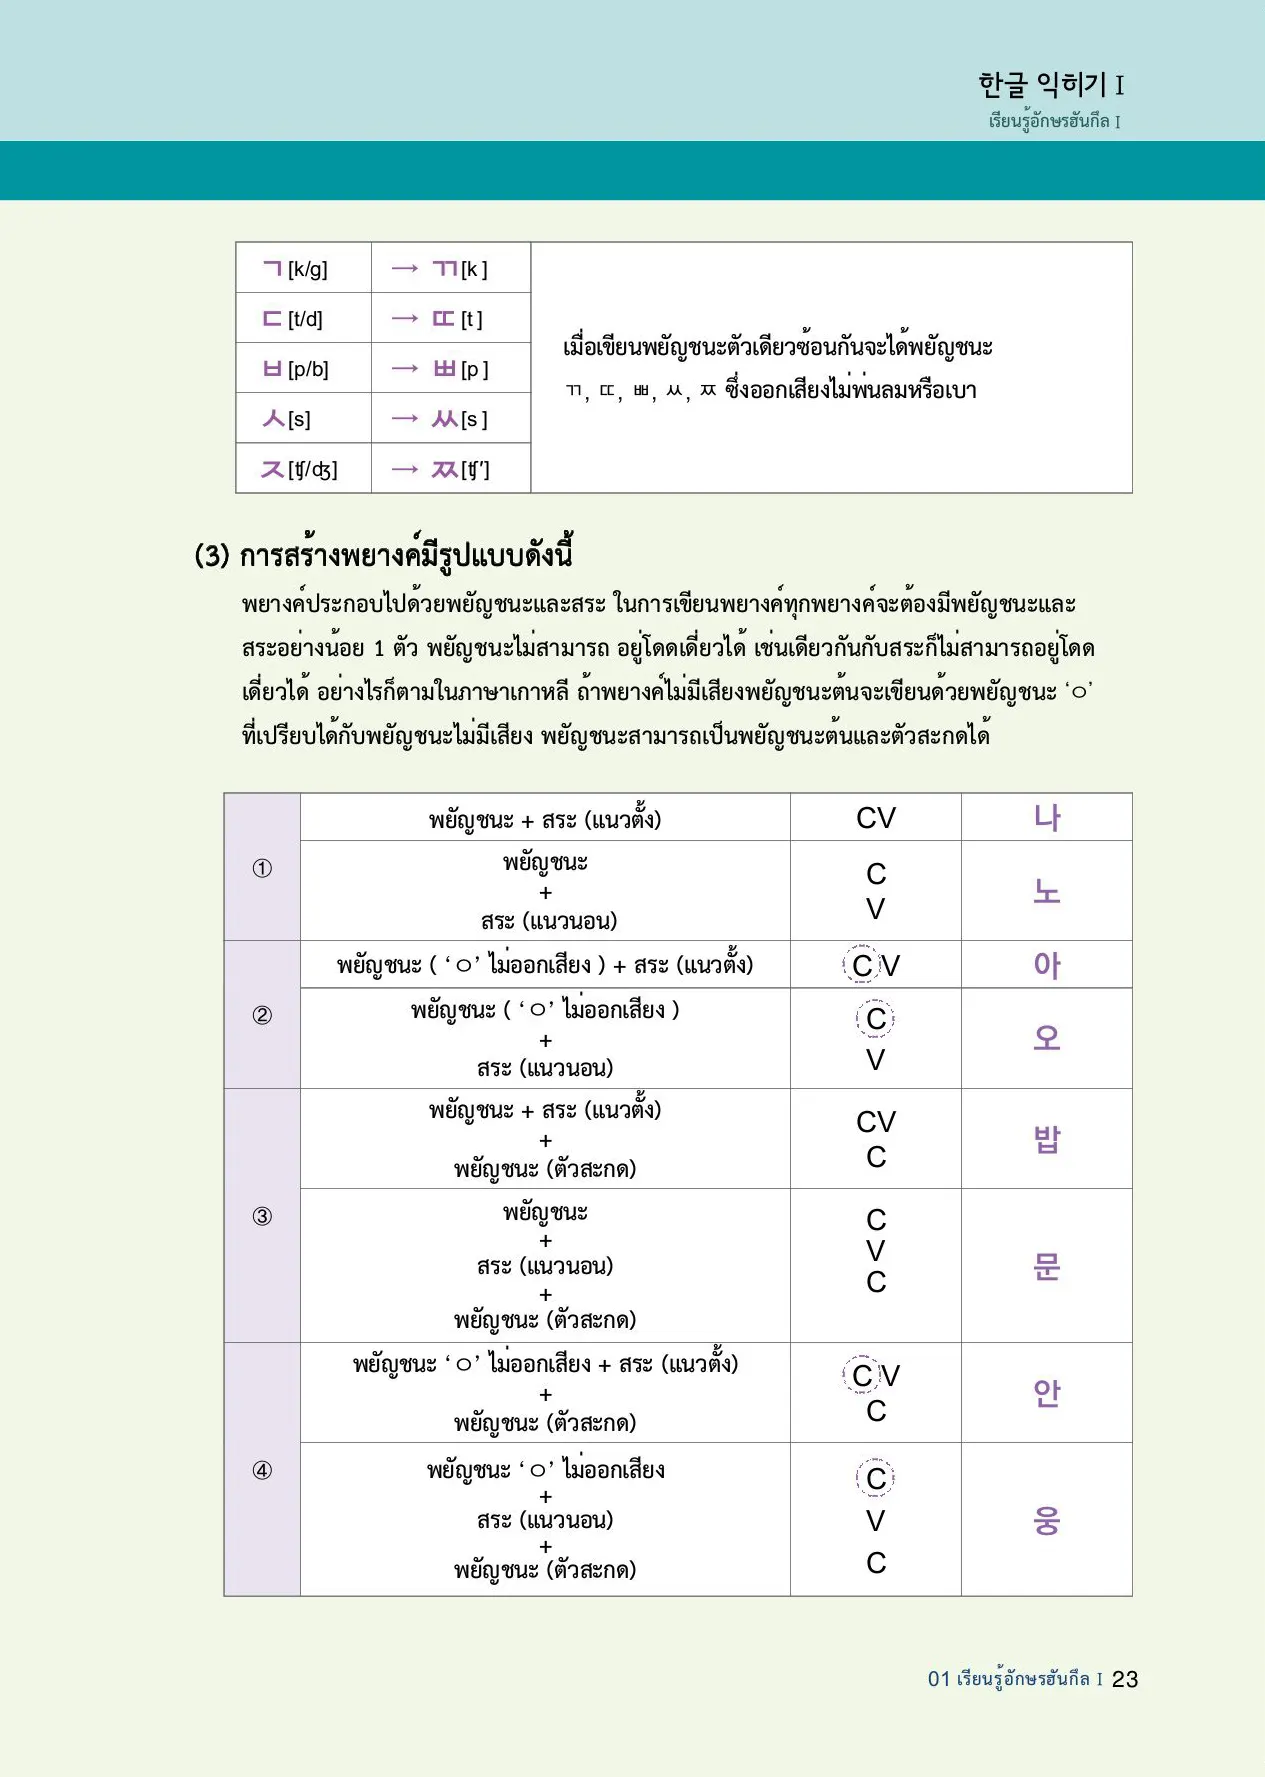 한글 익히기 I
เรียนรู้อักษรฮันกึล I
ㄱ[k/g] → ㄲ[k ]
ㄷ[t/d] → ㄸ[t ]
ㅂ[p/b] → ㅃ[p ]
ㅅ[s] → ㅆ[s ]
ㅈ[ʧ/ʤ] → ㅉ[ʧ′]
เมื่อเขียนพยัญชนะตัวเดียวซ้อนกันจะได้พยัญชนะ
ㄲ, ㄸ, ㅃ, ㅆ, ㅉ ซึ่งออกเสียงไม่พ่นลมหรือเบา
(3) การสร้างพยางค์มีรูปแบบดังนี้
พยางค์ประกอบไปด้วยพยัญชนะและสระ ในการเขียนพยางค์ทุกพยางค์จะต้องมีพยัญชนะและ
สระอย่างน้อย 1 ตัว พยัญชนะไม่สามารถ อยู่โดดเดี่ยวได้ เช่นเดียวกันกับสระก็ไม่สามารถอยู่โดด
เดี่ยวได้ อย่างไรก็ตามในภาษาเกาหลี ถ้าพยางค์ไม่มีเสียงพยัญชนะต้นจะเขียนด้วยพยัญชนะ ‘ㅇ’
ที่เปรียบได้กับพยัญชนะไม่มีเสียง พยัญชนะสามารถเป็นพยัญชนะต้นและตัวสะกดได้
①
พยัญชนะ + สระ (แนวตั้ง)
CV
나
พยัญชนะ
+
สระ (แนวนอน)
C
V
노
②
พยัญชนะ ( ‘ㅇ’ ไม่ออกเสียง ) + สระ (แนวตั้ง)
C V
아
พยัญชนะ ( ‘ㅇ’ ไม่ออกเสียง )
+
สระ (แนวนอน)
C
V
오
③
พยัญชนะ + สระ (แนวตั้ง)
+
พยัญชนะ (ตัวสะกด)
CV
C
밥
พยัญชนะ
+
สระ (แนวนอน)
+
พยัญชนะ (ตัวสะกด)
C
V
C
문
④
พยัญชนะ ‘ㅇ’ ไม่ออกเสียง + สระ (แนวตั้ง)
+
พยัญชนะ (ตัวสะกด)
C V
C
안
พยัญชนะ ‘ㅇ’ ไม่ออกเสียง
+
สระ (แนวนอน)
+
พยัญชนะ (ตัวสะกด)
C
V
C
웅
01 เรียนรู้อักษรฮันกึล I 23